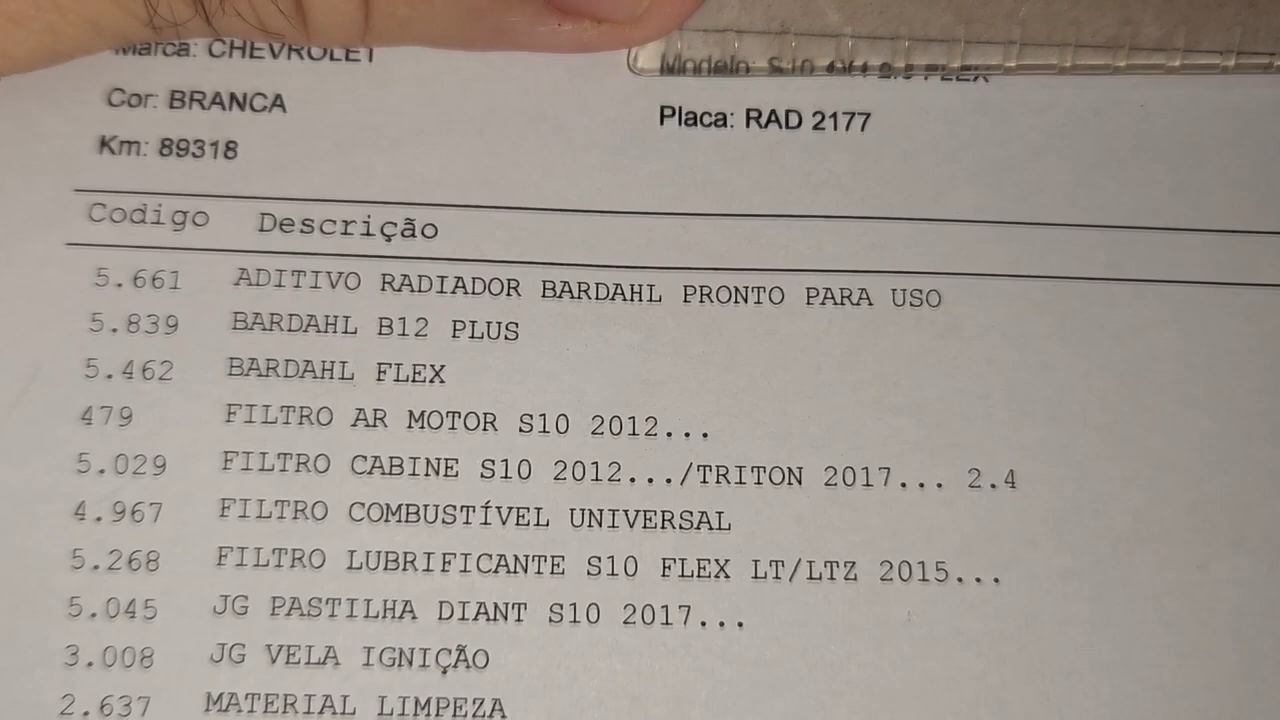 Marca: CHEVROLET
Modelo: S10 FLEX
Cor: BRANCA
Placa: RAD 2177
Km: 89318
Codigo Descrição
5.661 ADITIVO RADIADOR BARDAHL PRONTO PARA USO
5.839 BARDAHL B12 PLUS
5.462 BARDAHL FLEX
479 FILTRO AR MOTOR S10 2012...
5.029 FILTRO CABINE S10 2012.../TRITON 2017... 2.4
4.967 FILTRO COMBUSTÍVEL UNIVERSAL
5.268 FILTRO LUBRIFICANTE S10 FLEX LT/LTZ 2015...
5.045 JG PASTILHA DIANT S10 2017...
3.008 JG VELA IGNIÇÃO
2.637 MATERIAL LIMPEZA